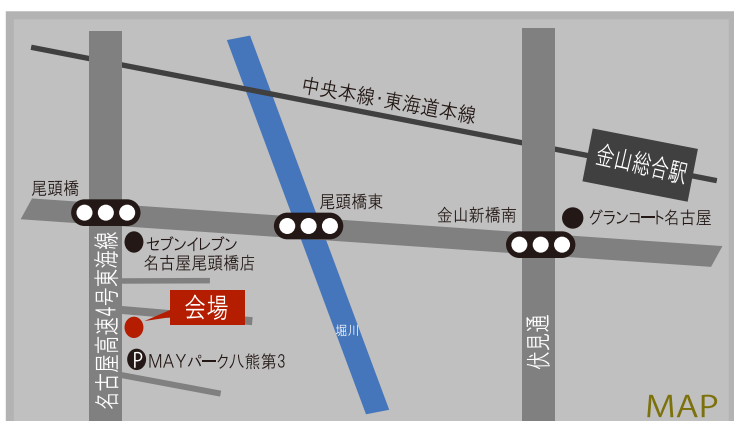 中央本線・東海道本線
金山総合駅
尾頭橋
尾頭橋東
金山新橋南
グランコート名古屋
セブンイレブン
名古屋尾頭橋店
名古屋高速4号東海線
会場
堀川
伏見通
P MAYパーク八熊第3
MAP